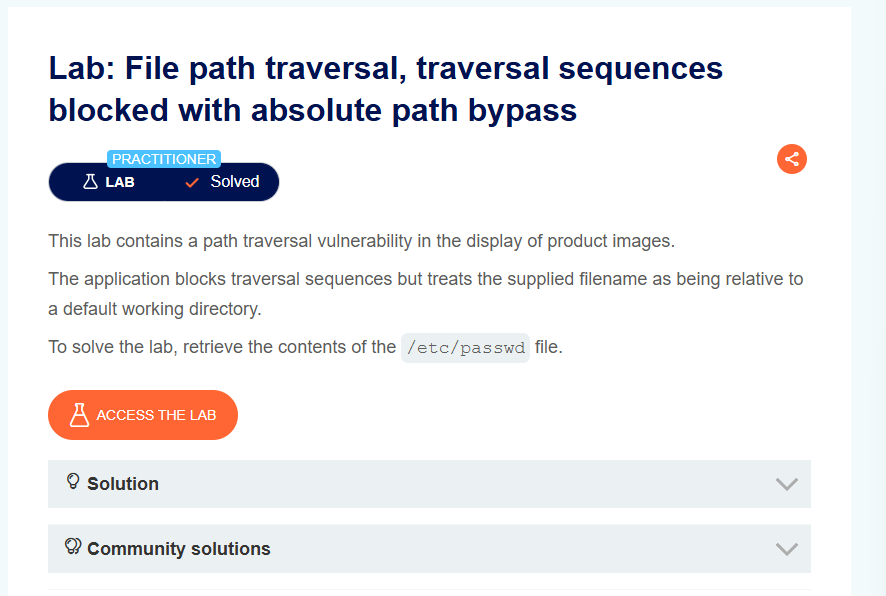 Lab: File path traversal, traversal sequences
blocked with absolute path bypass
PRACTITIONER
LAB Solved
This lab contains a path traversal vulnerability in the display of product images.
The application blocks traversal sequences but treats the supplied filename as being relative to
a default working directory.
To solve the lab, retrieve the contents of the /etc/passwd file.
ACCESS THE LAB
Solution
Community solutions